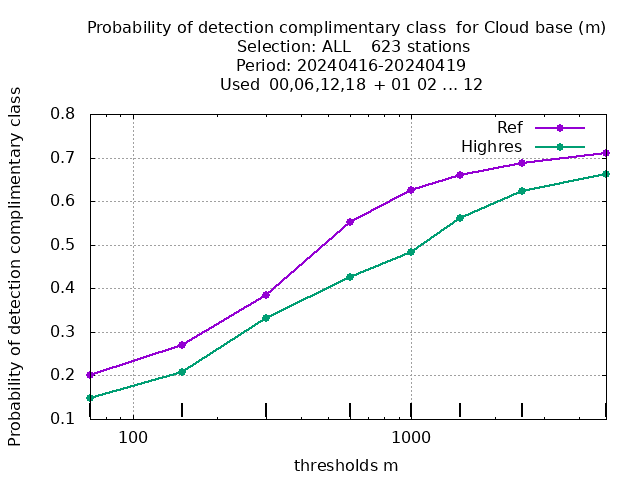 Probability of detection complimentary class  for Cloud base (m)
Selection: ALL    623 stations
Period: 20240416-20240419
Used  00,06,12,18  + 01 02 ... 12
Probability of detection complimentary class
0.8
0.7
0.6
0.5
0.4
0.3
0.2
0.1
Ref
Highres
100
1000
thresholds m